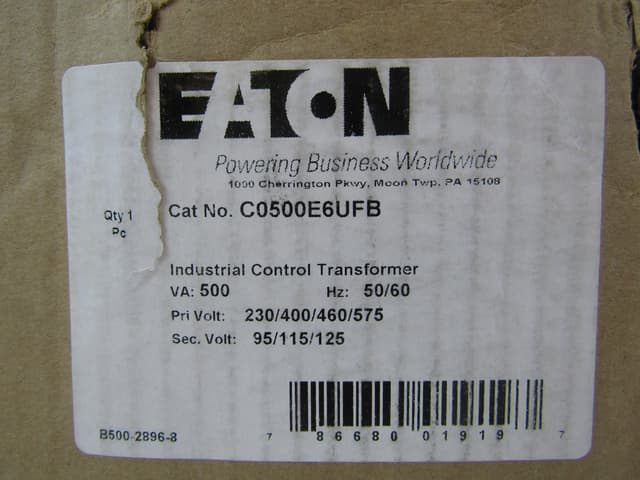 EATON
Powering Business Worldwide
1000 Cherrington Pkwy, Moon Twp. PA 15108
Qty 1
Pc
Cat No. C0500E6UFB
Industrial Control Transformer
VA: 500 Hz: 50/60
Pri Volt: 230/400/460/575
Sec. Volt: 95/115/125
B500-2896-8
7 86680 01919 7